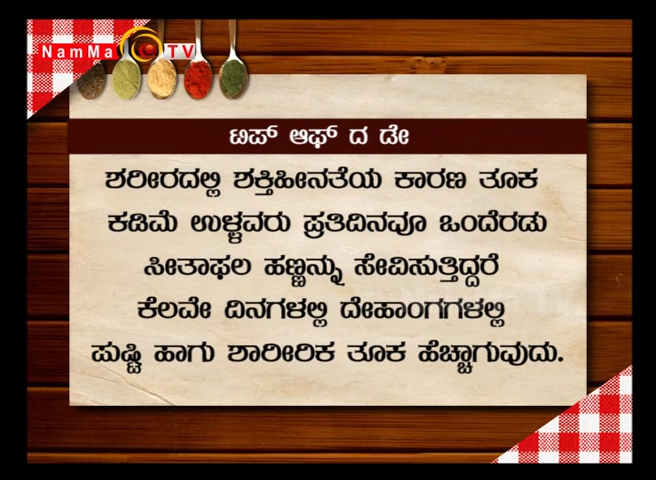 NamMa TV
ಟಿಪ್ ಆಫ್ ದ ಡೇ
ಶರೀರದಲ್ಲಿ ಶಕ್ತಿಹೀನತೆಯ ಕಾರಣ ತೂಕ
ಕಡಿಮೆ ಉಳ್ಳವರು ಪ್ರತಿದಿನವೂ ಒಂದೆರಡು
ಸೀತಾಫಲ ಹಣ್ಣನ್ನು ಸೇವಿಸುತ್ತಿದ್ದರೆ
ಕೆಲವೇ ದಿನಗಳಲ್ಲಿ ದೇಹಾಂಗಗಳಲ್ಲಿ
ಪುಷ್ಟಿ ಹಾಗು ಶಾರೀರಿಕ ತೂಕ ಹೆಚ್ಚಾಗುವುದು.